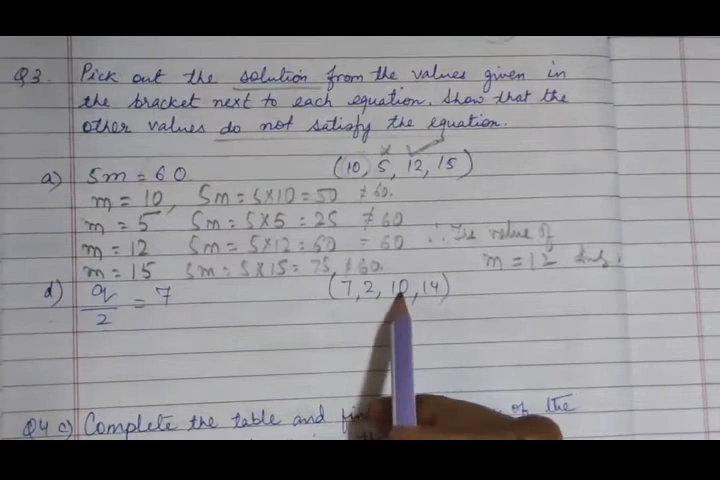 Q3. Pick out the solution from the values given in
the bracket next to each equation. Show that the
other values do not satisfy the equation.
a) 5m = 60 (10, 5, 12, 15)
m = 10, 5m = 5×10 = 50 ≠ 60.
m = 5 5m = 5×5 = 25 ≠ 60
m = 12 5m = 5×12 = 60 = 60 ∴ The value of
m = 15 5m = 5×15 = 75, ≠ 60. m = 12 Ans.
d) q/2 = 7 (7, 2, 10, 14)
Q4 c) Complete the table and of the